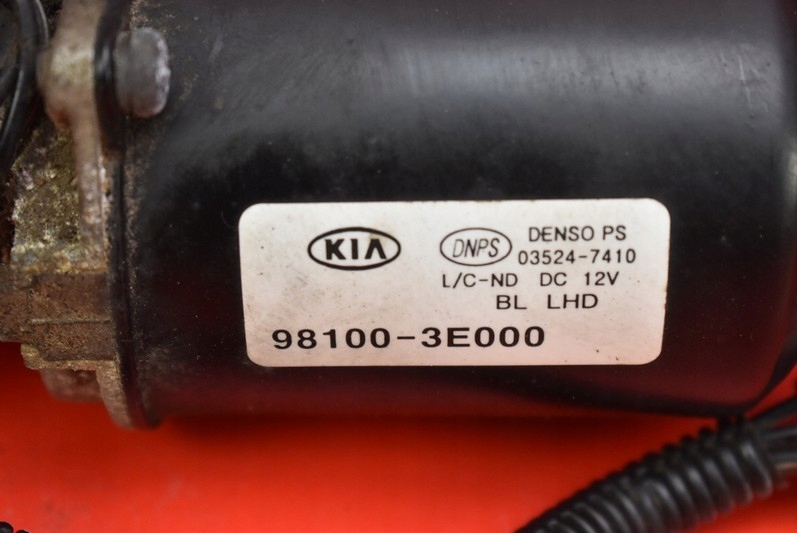 KIA DNPS DENSO PS
03524-7410
L/C-ND DC 12V
BL LHD
98100-3E000